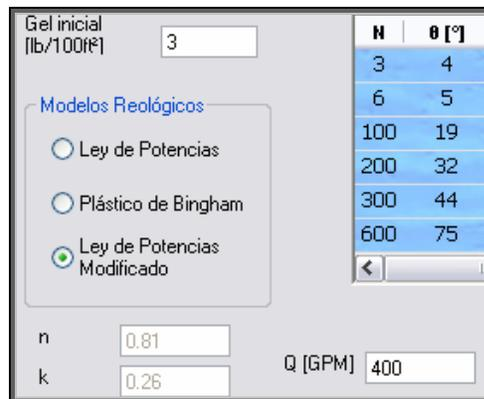 Gel inicial
[lb/100ft²]
3
N θ [°]
3 4
6 5
100 19
200 32
300 44
600 75
Modelos Reológicos
Ley de Potencias
Plástico de Bingham
Ley de Potencias
Modificado
n 0.81
k 0.26
Q [GPM] 400